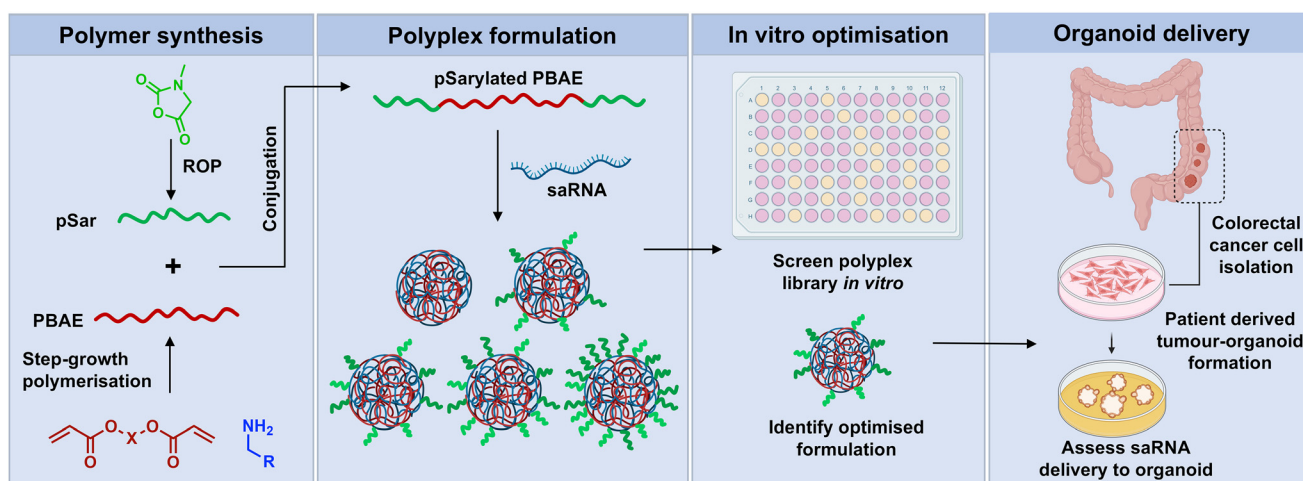 Polymer synthesis
O
N
O
O
ROP
pSar
+
PBAE
Step-growth
polymerisation
O
O
X
O
O
NH2
R
Conjugation
Polyplex formulation
pSarylated PBAE
saRNA
In vitro optimisation
1 2 3 4 5 6 7 8 9 10 11 12
A
B
C
D
E
F
G
H
Screen polyplex
library in vitro
Identify optimised
formulation
Organoid delivery
Colorectal
cancer cell
isolation
Patient derived
tumour-organoid
formation
Assess saRNA
delivery to organoid